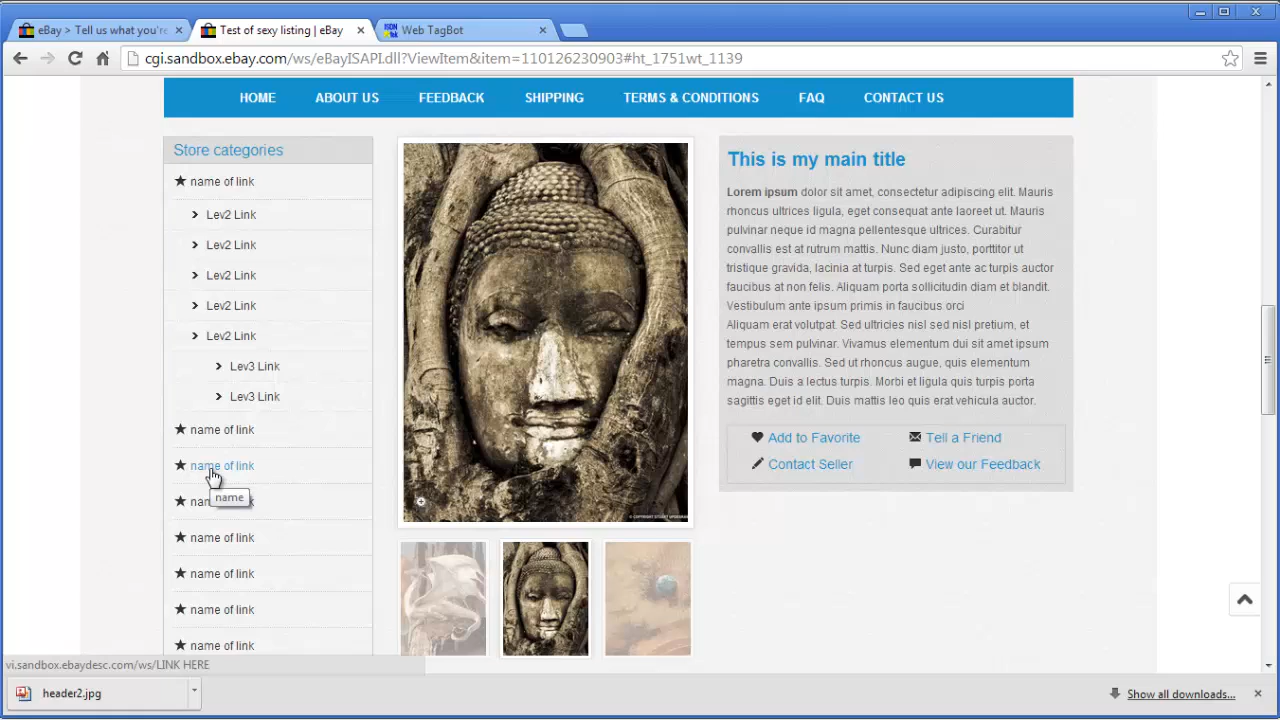 eBay > Tell us what you're
Test of sexy listing | eBay
Web TagBot
cgi.sandbox.ebay.com/ws/eBayISAPI.dll?ViewItem&item=110126230903#ht_1751wt_1139
HOME ABOUT US FEEDBACK SHIPPING TERMS & CONDITIONS FAQ CONTACT US
Store categories
name of link
Lev2 Link
Lev2 Link
Lev2 Link
Lev2 Link
Lev2 Link
Lev3 Link
Lev3 Link
name of link
name of link
name
name of link
name of link
name of link
name of link
This is my main title
Lorem ipsum dolor sit amet, consectetur adipiscing elit. Mauris
rhoncus ultrices ligula, eget consequat ante laoreet ut. Mauris
pulvinar neque id magna pellentesque ultrices. Curabitur
convallis est at rutrum mattis. Nunc diam justo, porttitor ut
tristique gravida, lacinia at turpis. Sed eget ante ac turpis auctor
faucibus at non felis. Aliquam porta sollicitudin diam et blandit.
Vestibulum ante ipsum primis in faucibus orci
Aliquam erat volutpat. Sed ultricies nisl sed nisl pretium, et
tempus sem pulvinar. Vivamus elementum dui sit amet ipsum
pharetra convallis. Sed ut rhoncus augue, quis elementum
magna. Duis a lectus turpis. Morbi et ligula quis turpis porta
sagittis eget id elit. Duis mattis leo quis erat vehicula auctor.
Add to Favorite
Tell a Friend
Contact Seller
View our Feedback
vi.sandbox.ebaydesc.com/ws/LINK HERE
header2.jpg
Show all downloads...